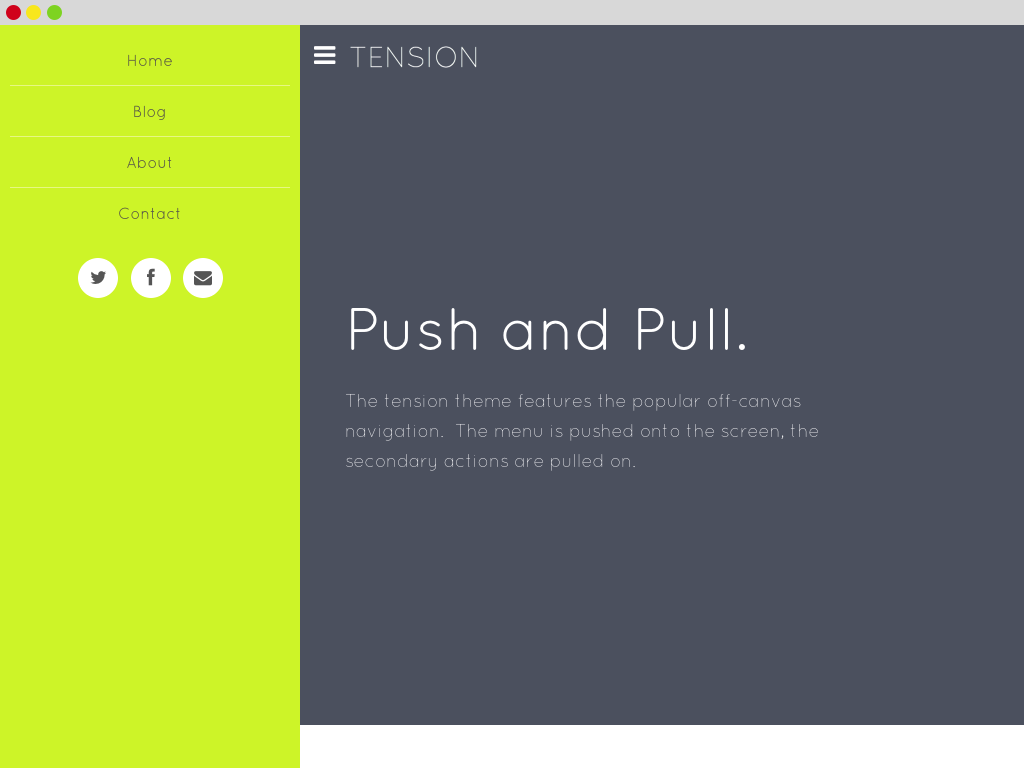 Home
Blog
About
Contact
TENSION
Push and Pull.
The tension theme features the popular off-canvas
navigation.  The menu is pushed onto the screen, the
secondary actions are pulled on.